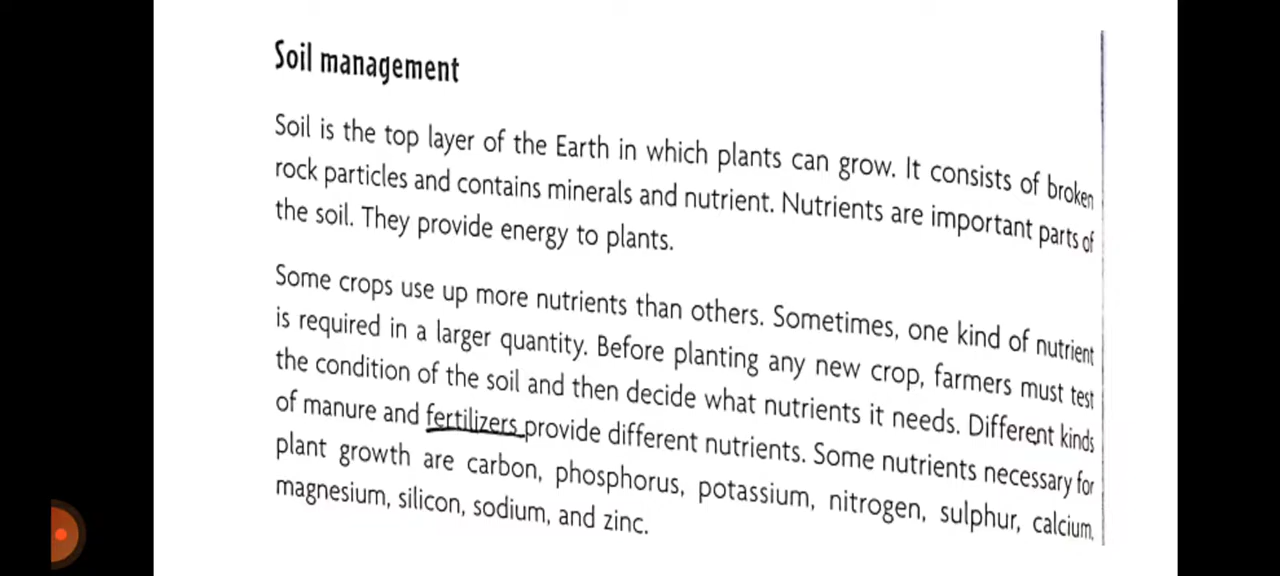 Soil management
Soil is the top layer of the Earth in which plants can grow. It consists of broken
rock particles and contains minerals and nutrient. Nutrients are important parts of
the soil. They provide energy to plants.
Some crops use up more nutrients than others. Sometimes, one kind of nutrient
is required in a larger quantity. Before planting any new crop, farmers must test
the condition of the soil and then decide what nutrients it needs. Different kinds
of manure and fertilizers provide different nutrients. Some nutrients necessary for
plant growth are carbon, phosphorus, potassium, nitrogen, sulphur, calcium,
magnesium, silicon, sodium, and zinc.